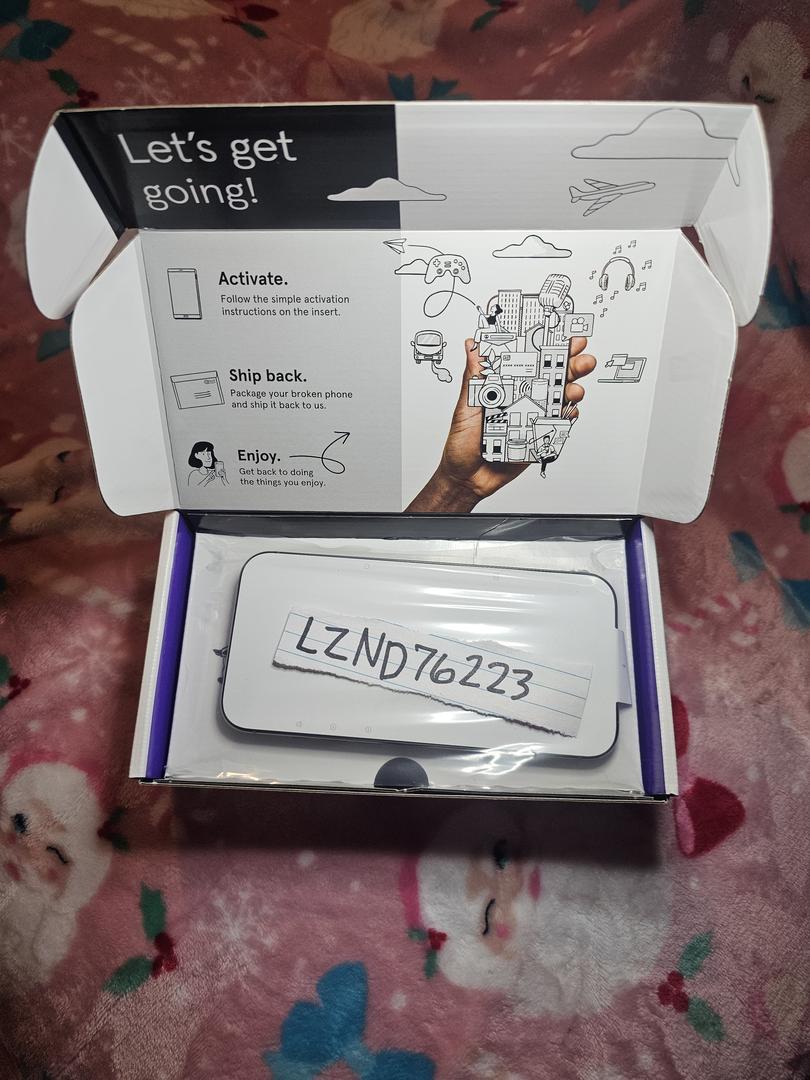 Let's get
going!
Activate.
Follow the simple activation
instructions on the insert.
Ship back.
Package your broken phone
and ship it back to us.
Enjoy.
Get back to doing
the things you enjoy.
LZND76223